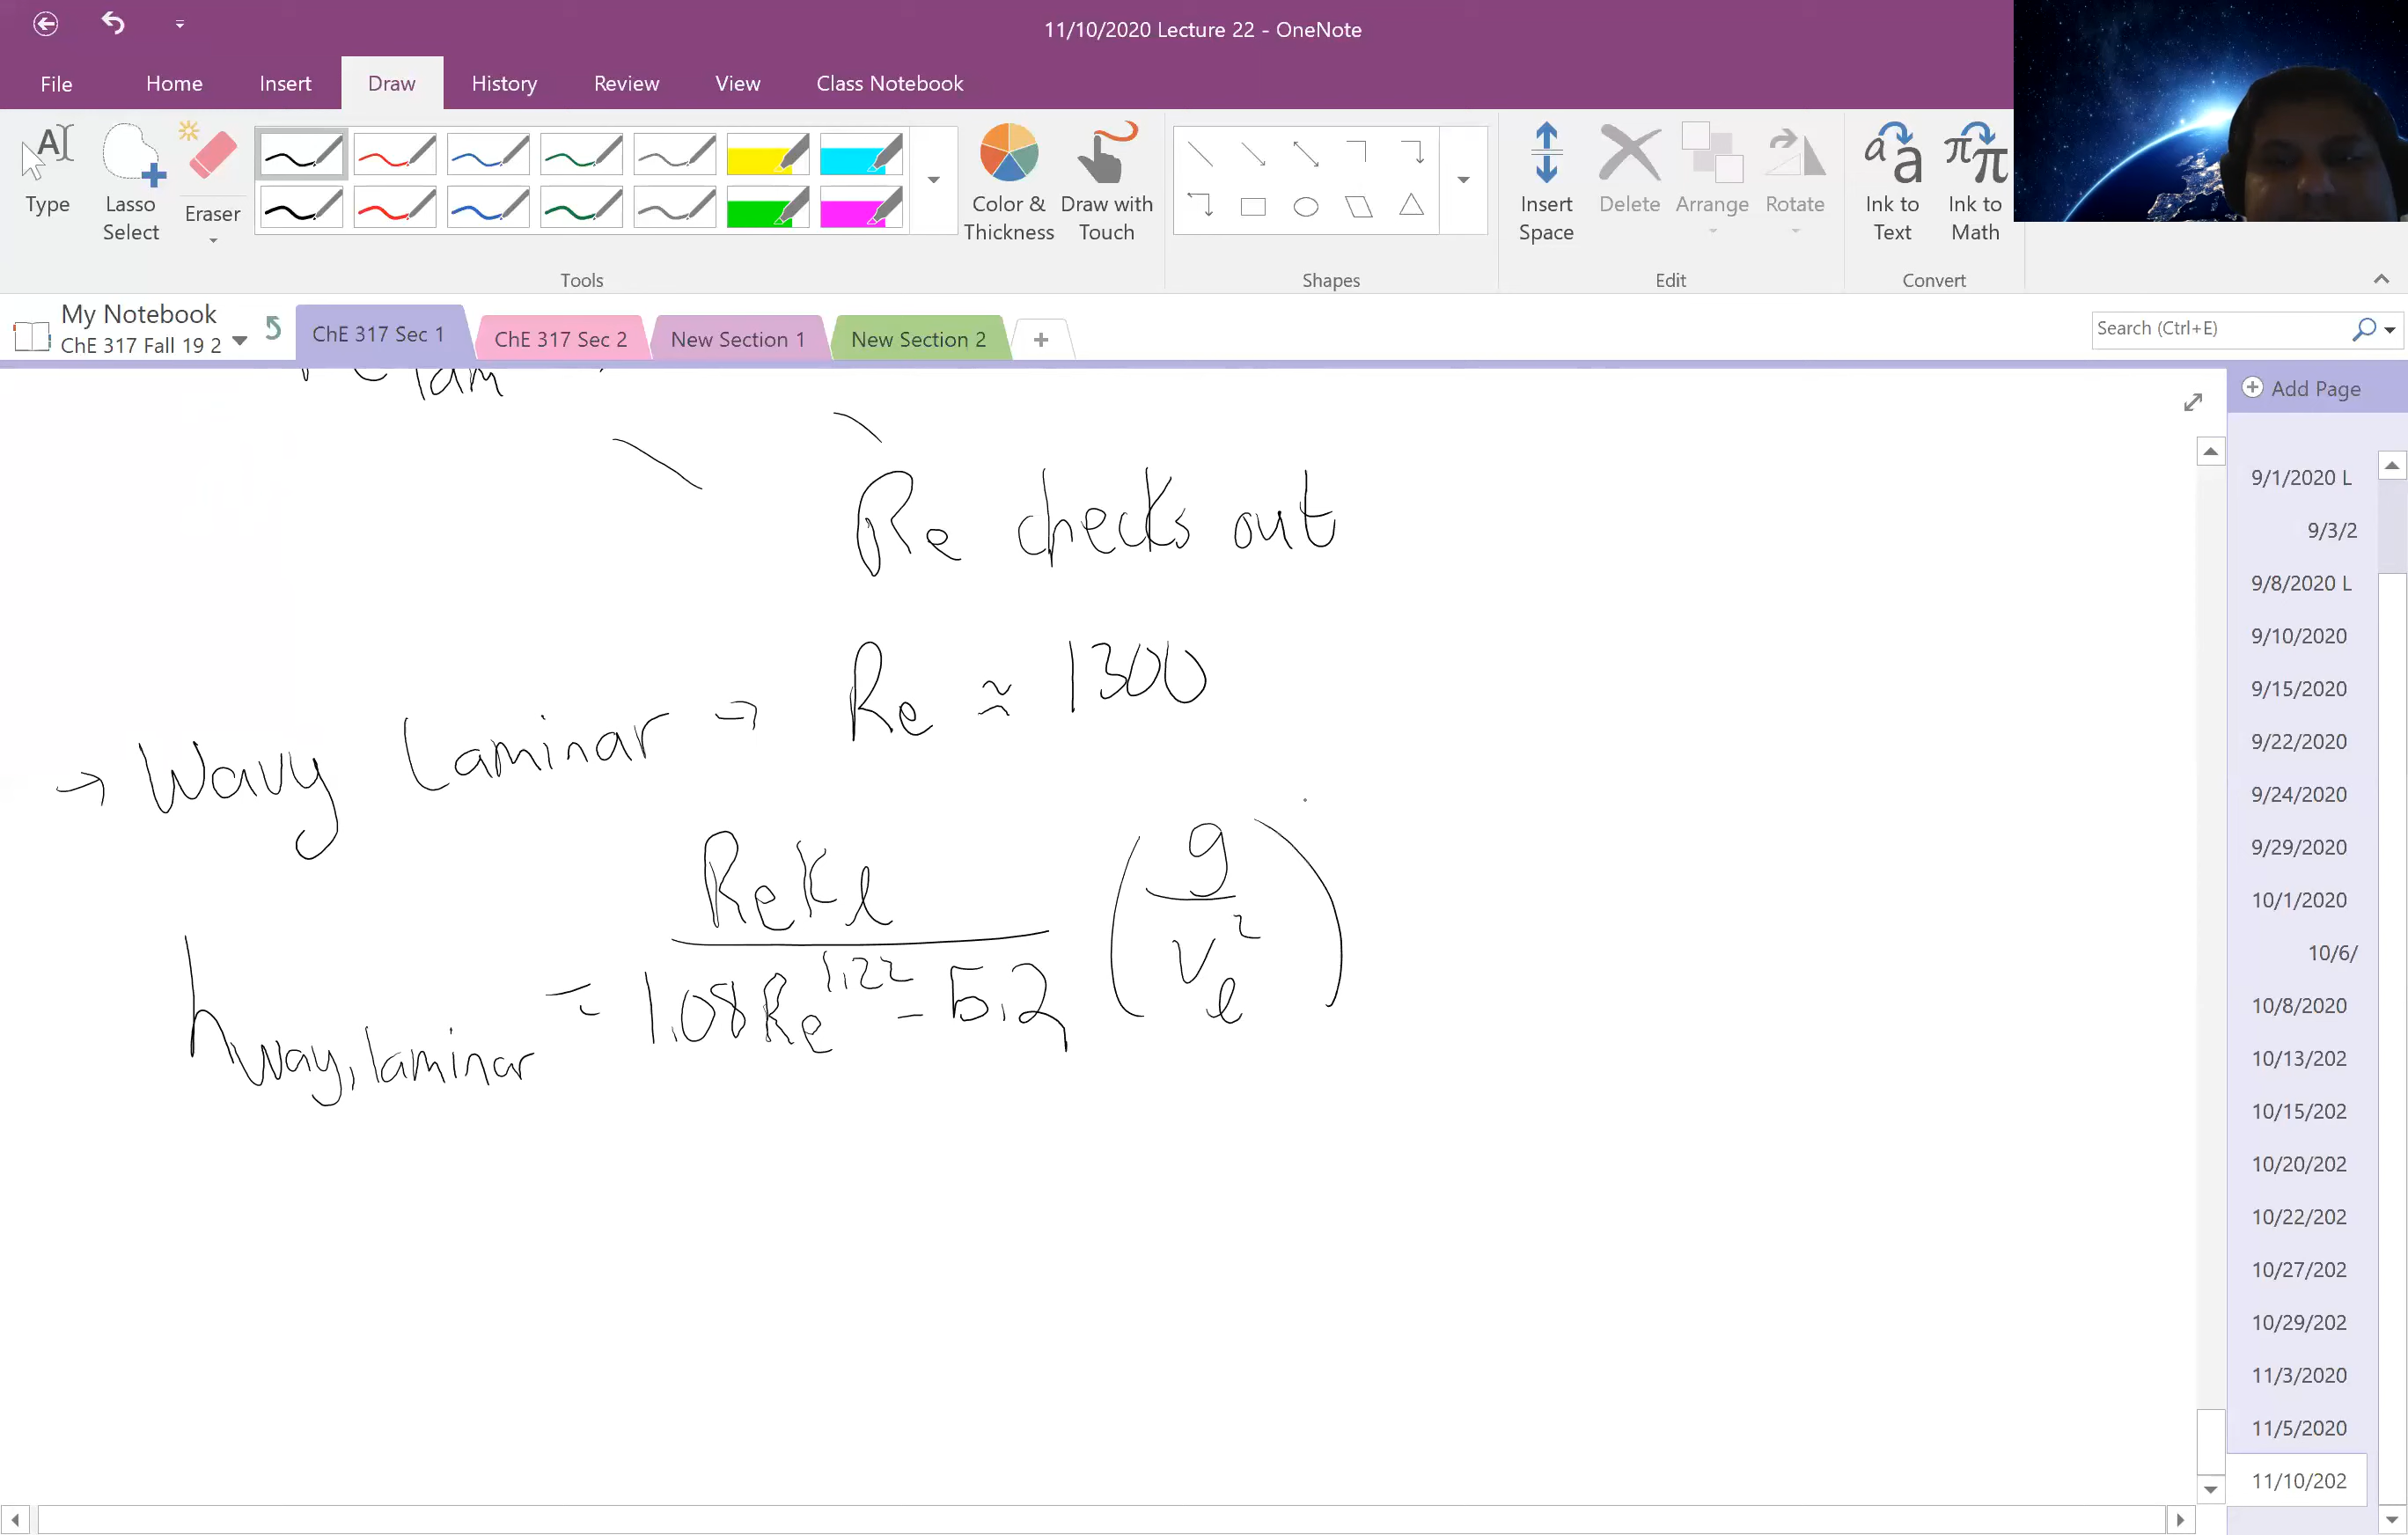 11/10/2020 Lecture 22 - OneNote
File Home Insert Draw History Review View Class Notebook
Type
Lasso Select
Eraser
Color & Thickness
Draw with Touch
Insert Space
Delete
Arrange
Rotate
Ink to Text
Ink to Math
Tools Shapes Edit Convert
My Notebook
ChE 317 Fall 19 2
ChE 317 Sec 1 ChE 317 Sec 2 New Section 1 New Section 2 +
Search (Ctrl+E)
Add Page
Re checks out
→ Wavy laminar → Re ≈ 1300
h way, laminar = Re K l / 1.08 Re^1.22 - 5.2 (g / v l ^2)
9/1/2020 L
9/3/2
9/8/2020 L
9/10/2020
9/15/2020
9/22/2020
9/24/2020
9/29/2020
10/1/2020
10/6/
10/8/2020
10/13/202
10/15/202
10/20/202
10/22/202
10/27/202
10/29/202
11/3/2020
11/5/2020
11/10/202